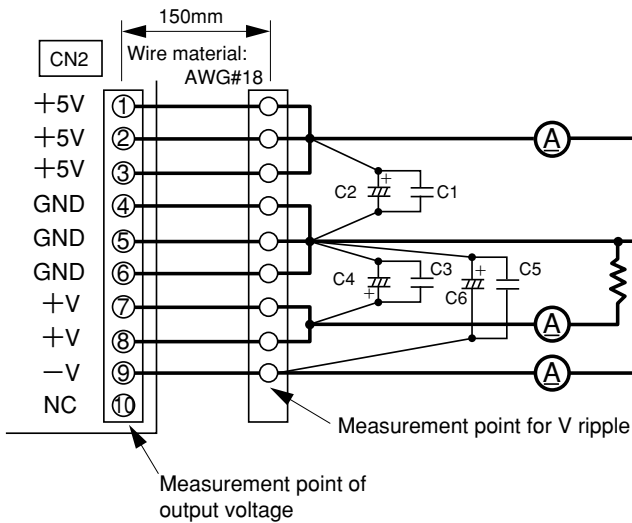 150mm
CN2
Wire material:
AWG#18
+5V ①
+5V ②
+5V ③
GND ④
GND ⑤
GND ⑥
+V ⑦
+V ⑧
−V ⑨
NC ⑩
A
C2 + C1
C4 + C3
+ C6 C5
A
A
Measurement point for V ripple
Measurement point of
output voltage